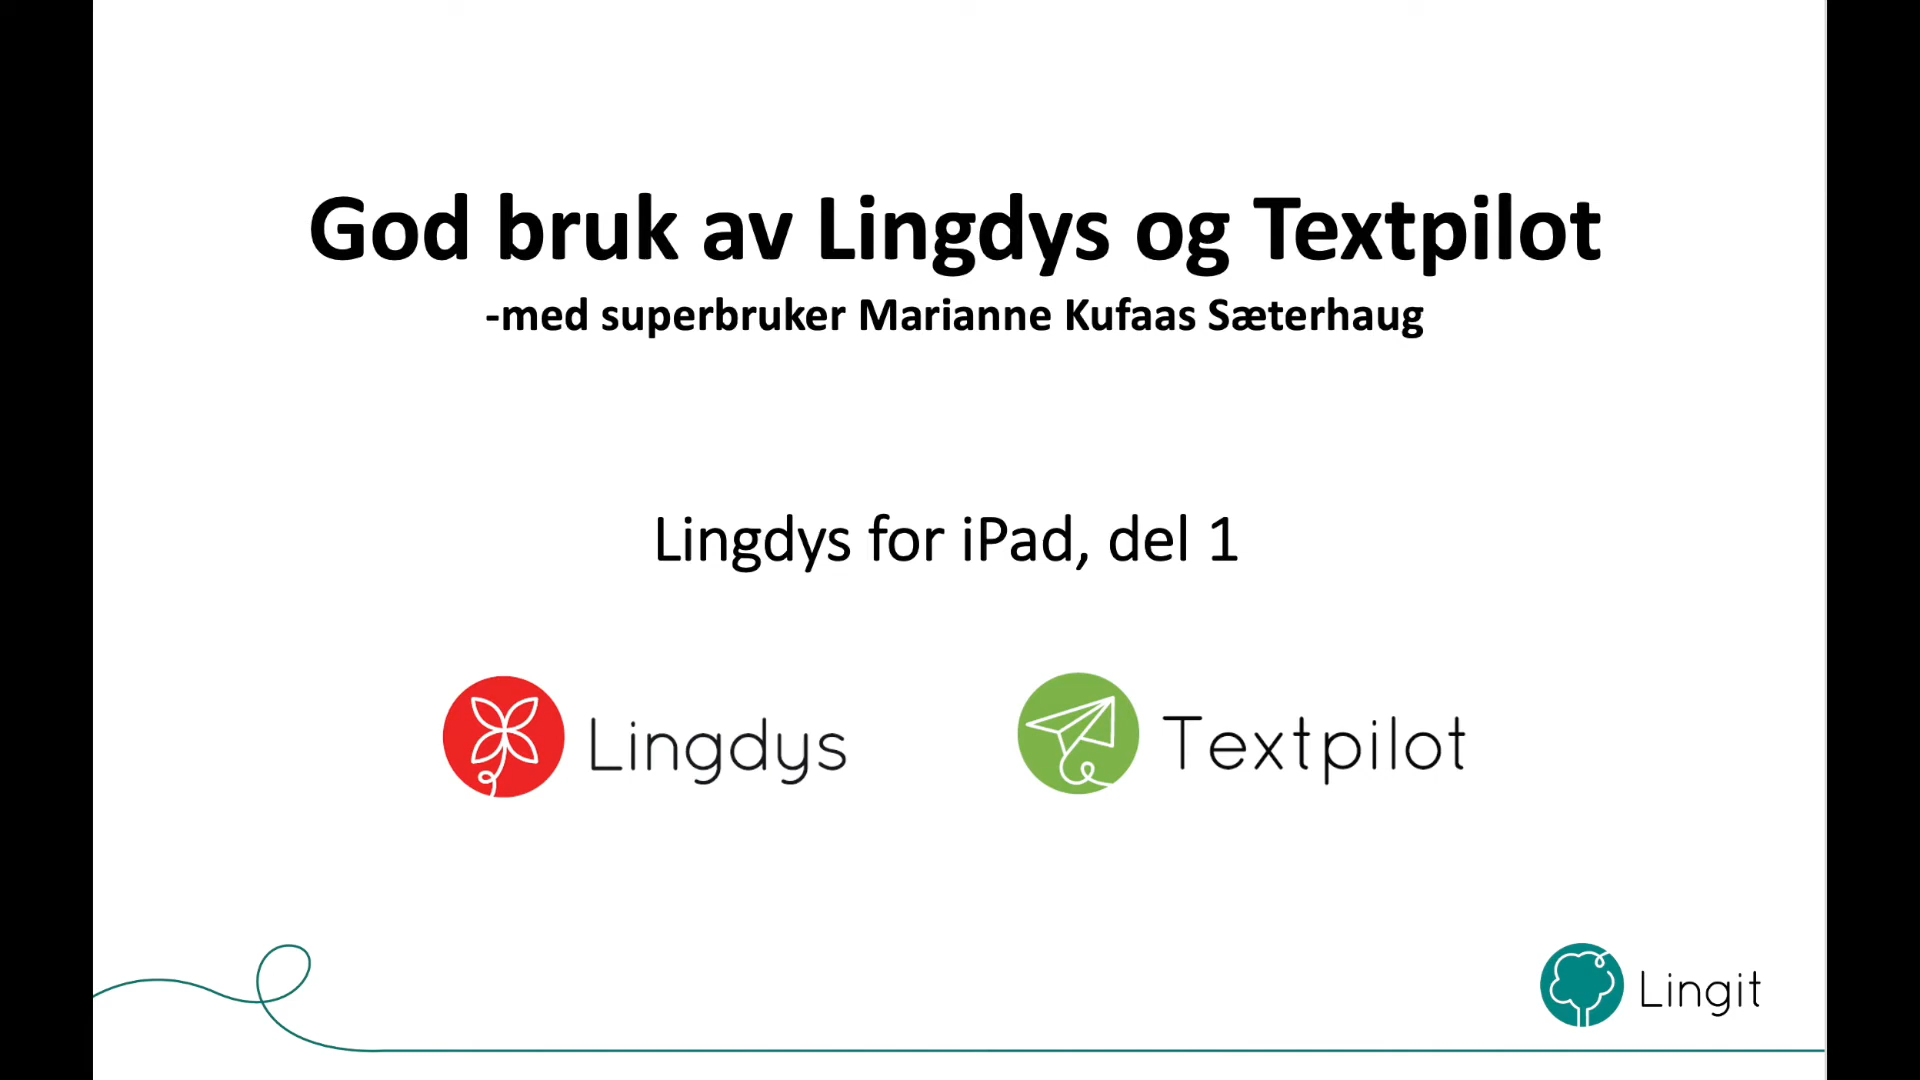 God bruk av Lingdys og Textpilot
-med superbruker Marianne Kufaas Sæterhaug
Lingdys for iPad, del 1
Lingdys
Textpilot
Lingit